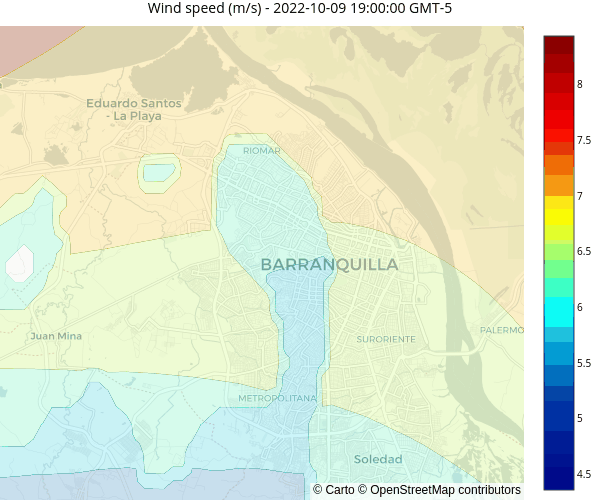 Wind speed (m/s) - 2022-10-09 19:00:00 GMT-5
Eduardo Santos
- La Playa
RIOMAR
BARRANQUILLA
Juan Mina
SURORIENTE
PALERMO
METROPOLITANA
Soledad
8
7.5
7
6.5
6
5.5
5
4.5
© Carto © OpenStreetMap contributors